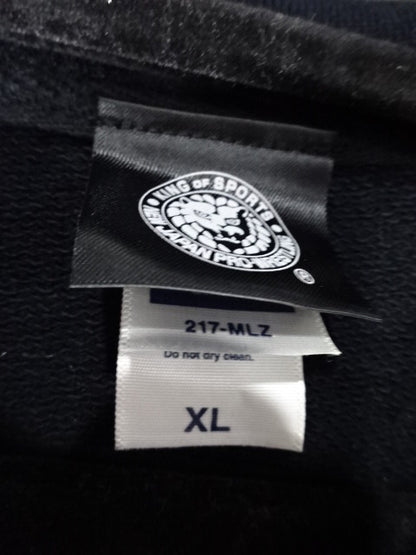 KING OF SPORTS
NEW JAPAN PRO-WRESTLING
®
217-MLZ
Do not dry clean.
XL